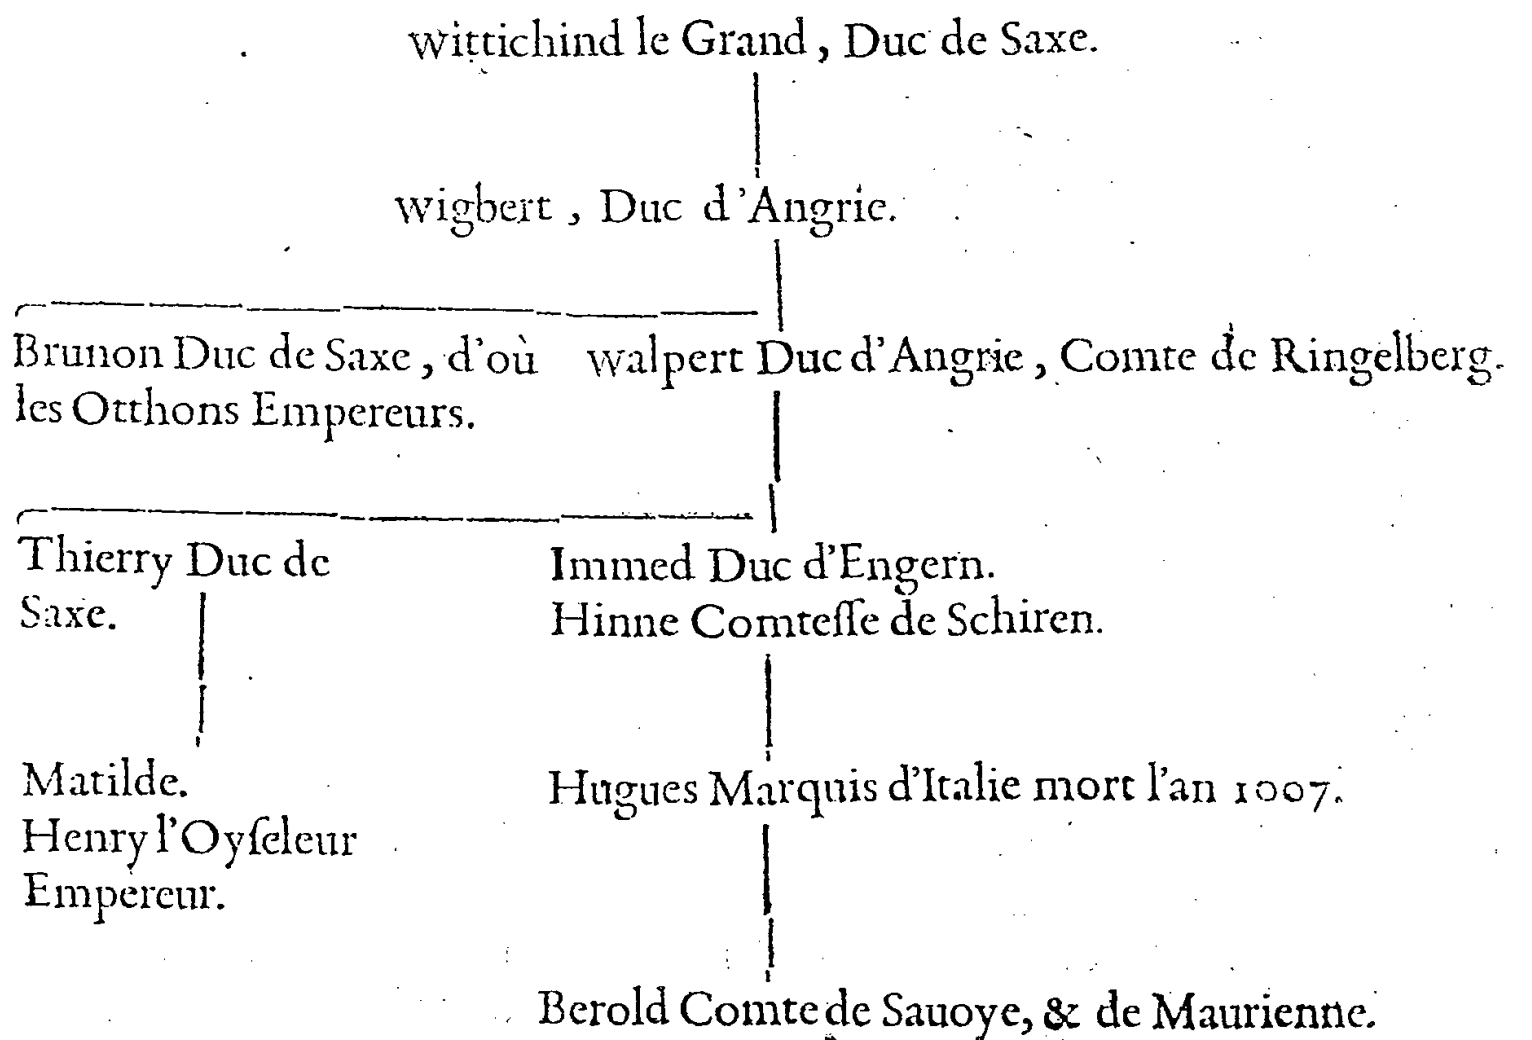 wittichind le Grand, Duc de Saxe.
wigbert, Duc d'Angrie.
Brunon Duc de Saxe, d'où
les Otthons Empereurs.
walpert Duc d'Angrie, Comte de Ringelberg.
Thierry Duc de
Saxe.
Immed Duc d'Engern.
Hinne Comteſſe de Schiren.
Matilde.
Henry l'Oyſeleur
Empereur.
Hugues Marquis d'Italie mort l'an 1007.
Berold Comte de Sauoye, & de Maurienne.